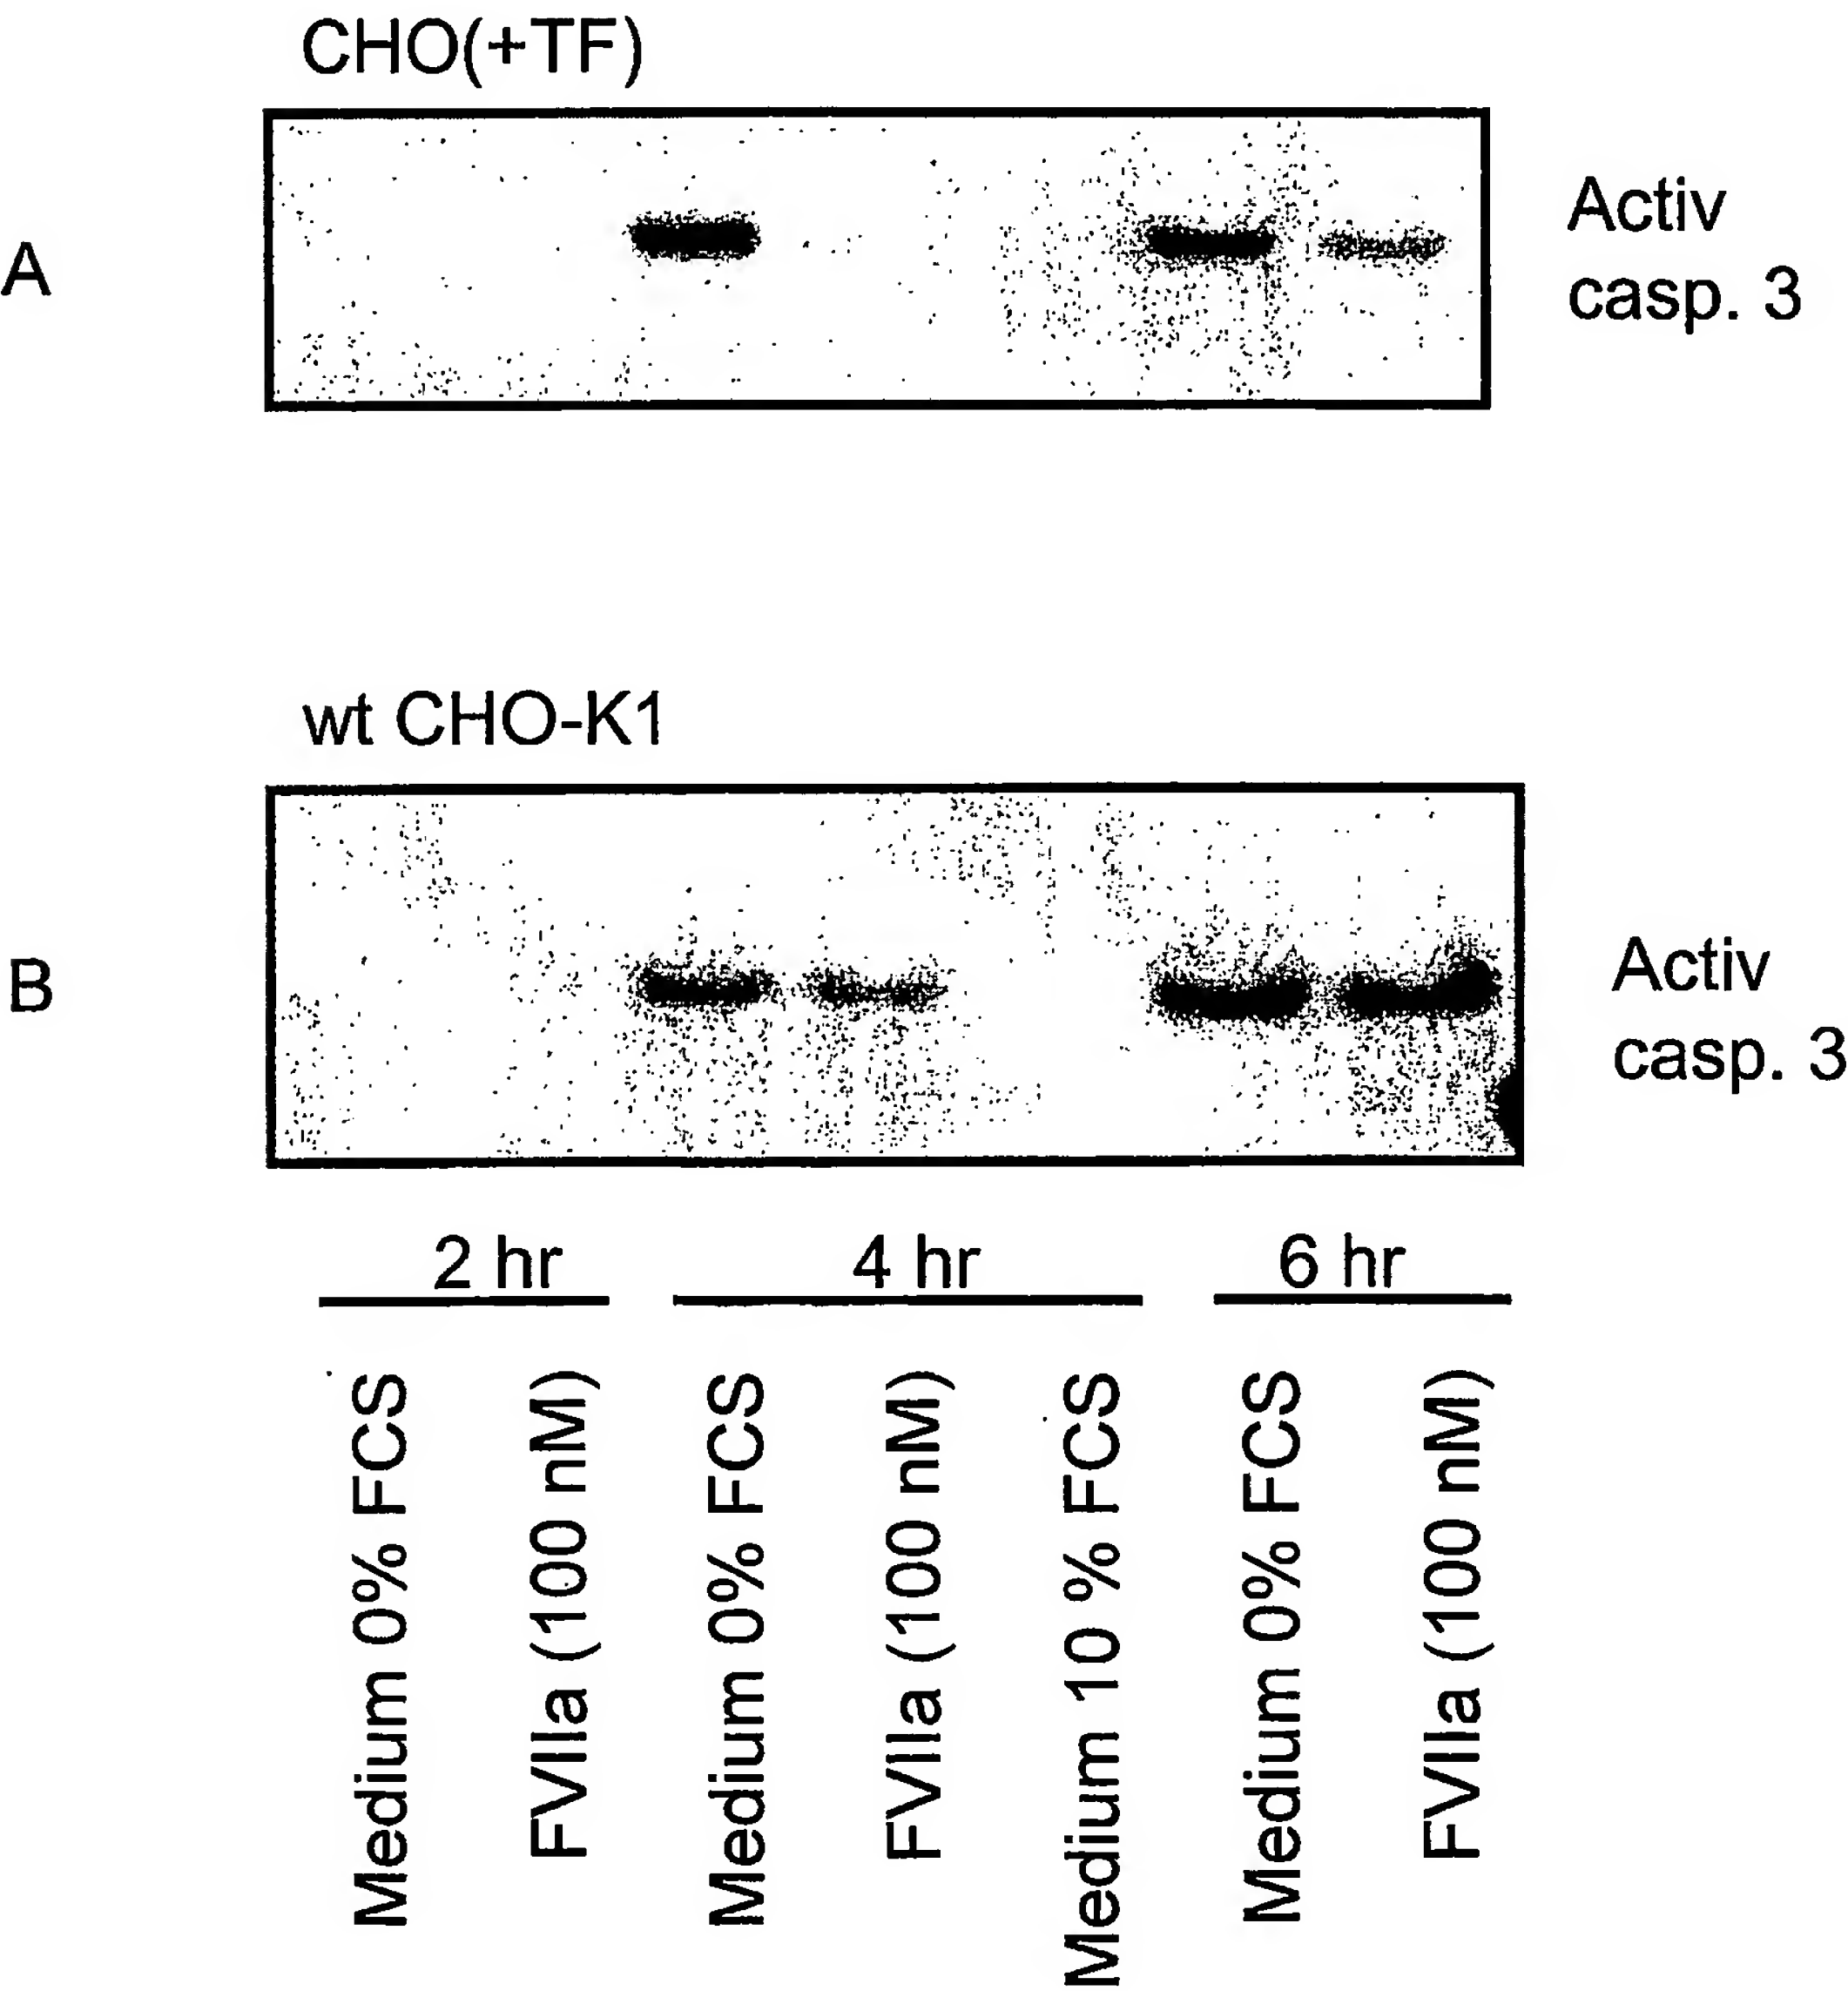 CHO(+TF)
A
Activ
casp. 3
wt CHO-K1
B
Activ
casp. 3
2 hr
4 hr
6 hr
Medium 0% FCS
FVIIa (100 nM)
Medium 0% FCS
FVIIa (100 nM)
Medium 10 % FCS
Medium 0% FCS
FVIIa (100 nM)